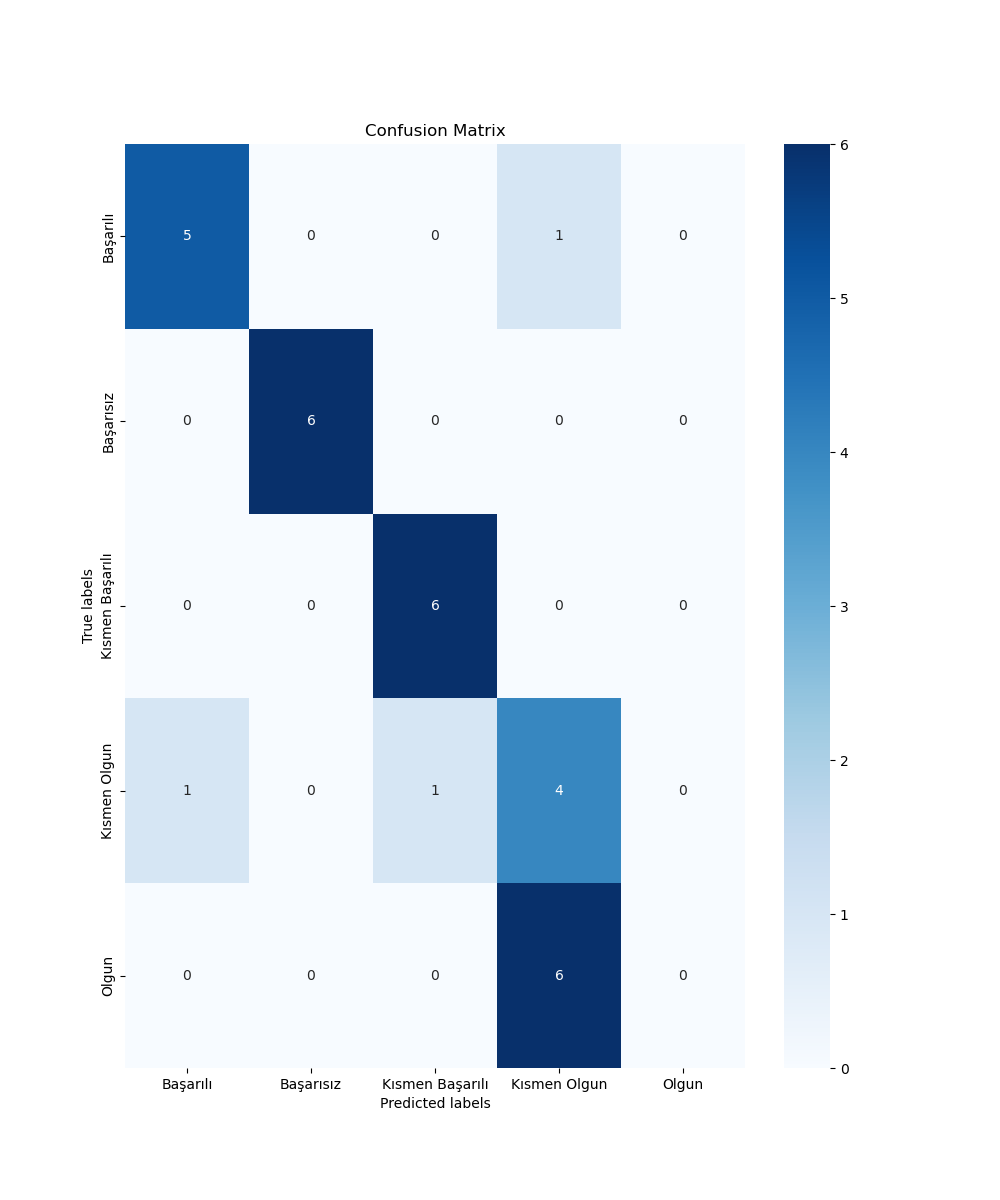 Confusion Matrix
Başarılı
5 0 0 1 0
Başarısız
0 6 0 0 0
True labels
Kısmen Başarılı
0 0 6 0 0
Kısmen Olgun
1 0 1 4 0
Olgun
0 0 0 6 0
Başarılı Başarısız Kısmen Başarılı Kısmen Olgun Olgun
Predicted labels
6
5
4
3
2
1
0